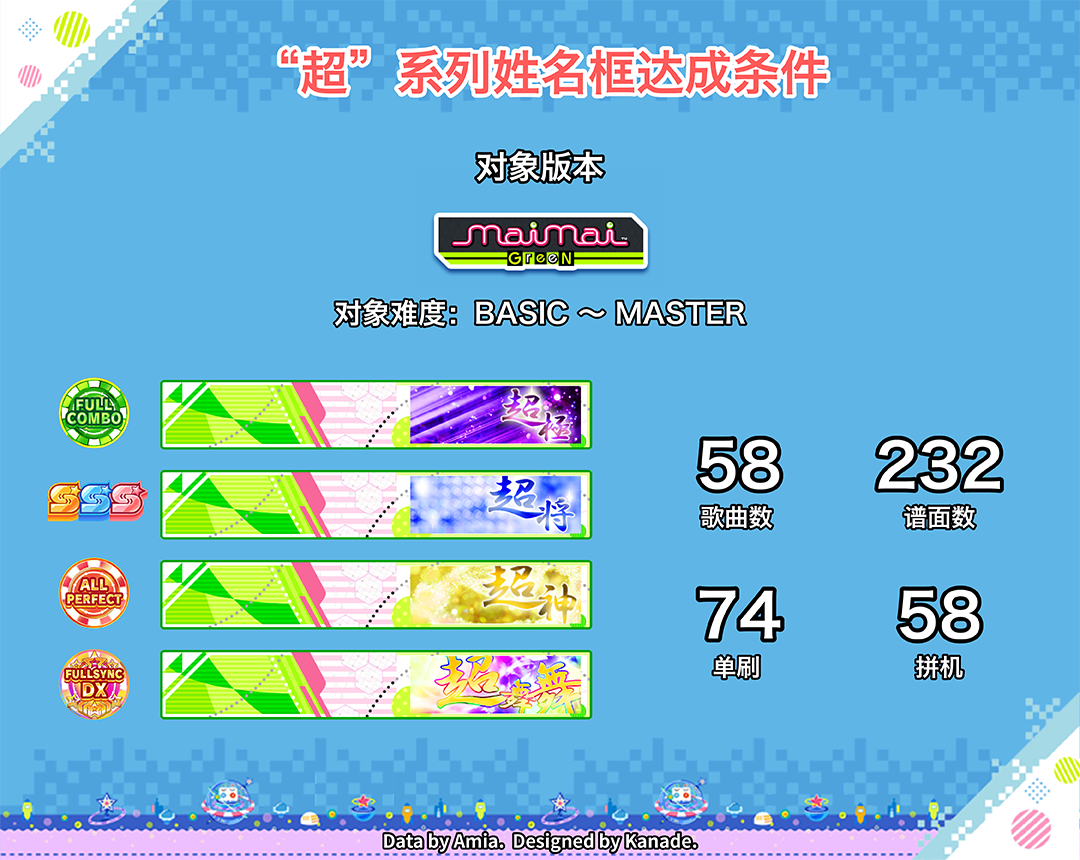 “超”系列姓名框达成条件
对象版本
maimai
GreeN
对象难度：BASIC ～ MASTER
FULL
COMBO
超極
SSS
超将
ALL
PERFECT
超神
FULLSYNC
DX
超舞舞
58
歌曲数
232
谱面数
74
单刷
58
拼机
Data by Amia. Designed by Kanade.